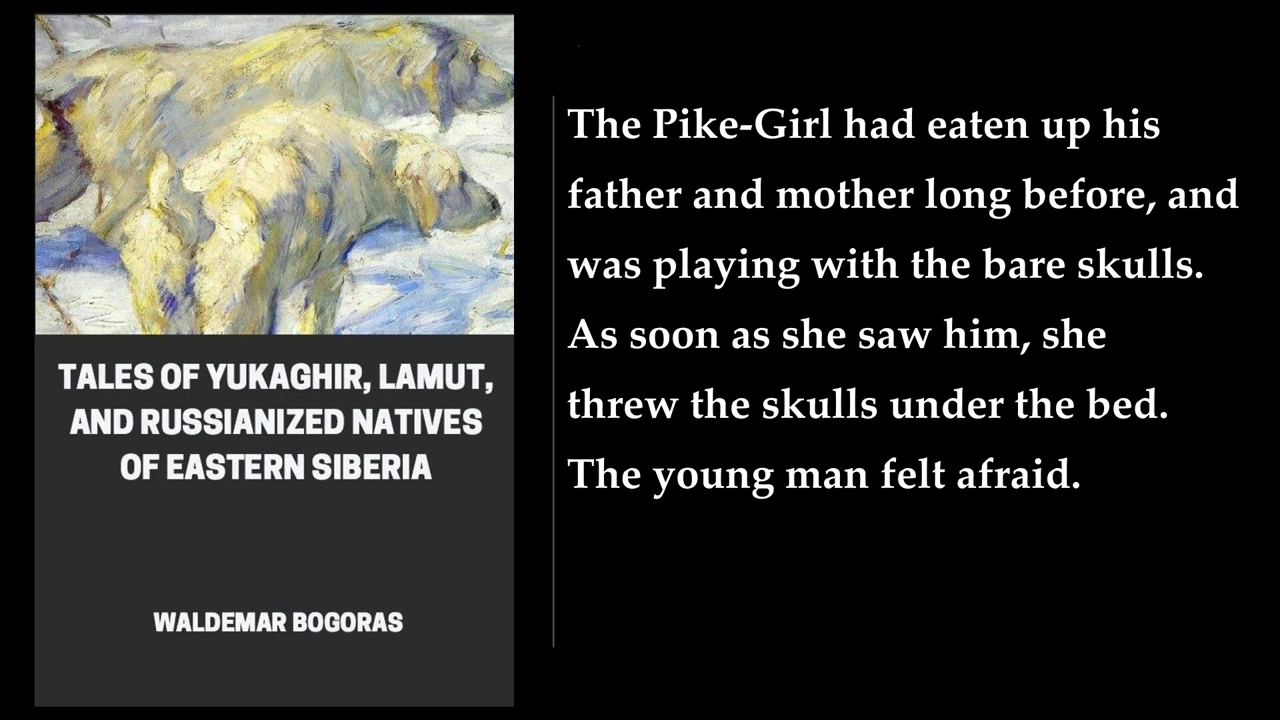 TALES OF YUKAGHIR, LAMUT,
AND RUSSIANIZED NATIVES
OF EASTERN SIBERIA
WALDEMAR BOGORAS
The Pike-Girl had eaten up his
father and mother long before, and
was playing with the bare skulls.
As soon as she saw him, she
threw the skulls under the bed.
The young man felt afraid.